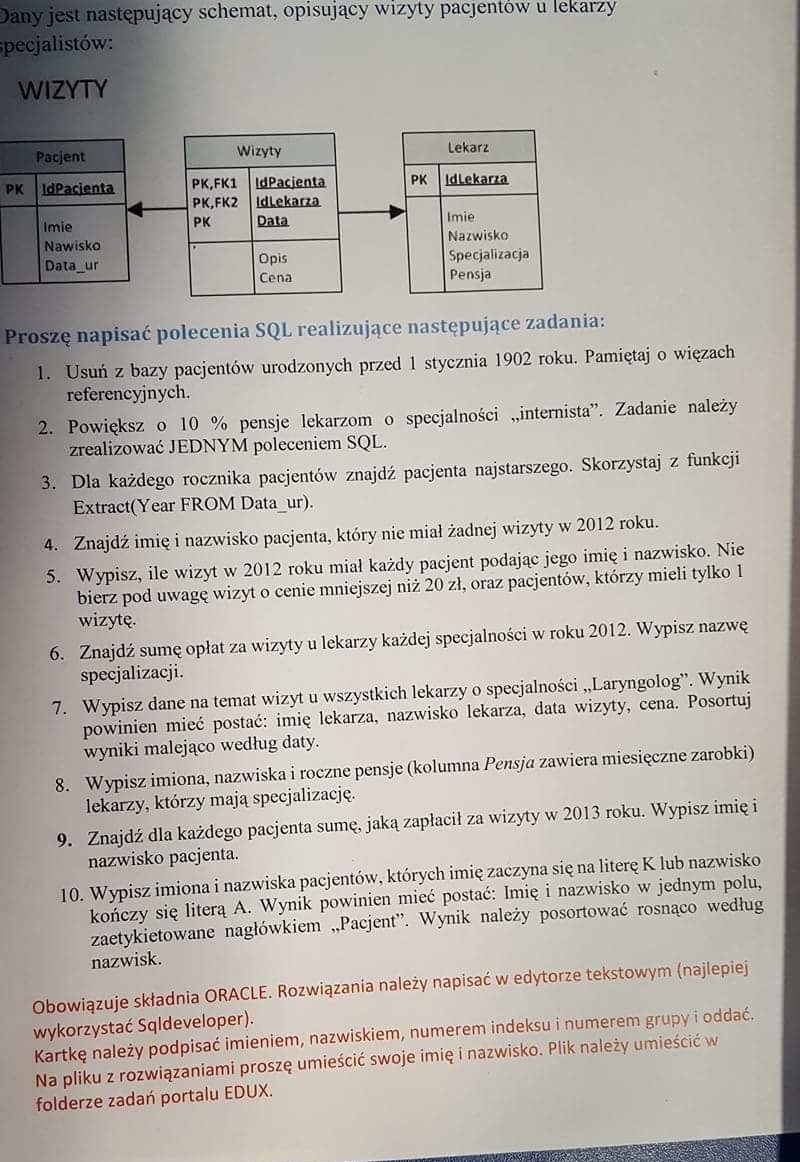 Dany jest następujący schemat, opisujący wizyty pacjentów u lekarzy
specjalistów:
WIZYTY
Pacjent
PK IdPacjenta
Imie
Nawisko
Data_ur
Wizyty
PK,FK1 IdPacjenta
PK,FK2 IdLekarza
PK Data
Opis
Cena
Lekarz
PK IdLekarza
Imie
Nazwisko
Specjalizacja
Pensja
Proszę napisać polecenia SQL realizujące następujące zadania:
1. Usuń z bazy pacjentów urodzonych przed 1 stycznia 1902 roku. Pamiętaj o więzach
referencyjnych.
2. Powiększ o 10 % pensje lekarzom o specjalności „internista”. Zadanie należy
zrealizować JEDNYM poleceniem SQL.
3. Dla każdego rocznika pacjentów znajdź pacjenta najstarszego. Skorzystaj z funkcji
Extract(Year FROM Data_ur).
4. Znajdź imię i nazwisko pacjenta, który nie miał żadnej wizyty w 2012 roku.
5. Wypisz, ile wizyt w 2012 roku miał każdy pacjent podając jego imię i nazwisko. Nie
bierz pod uwagę wizyt o cenie mniejszej niż 20 zł, oraz pacjentów, którzy mieli tylko 1
wizytę.
6. Znajdź sumę opłat za wizyty u lekarzy każdej specjalności w roku 2012. Wypisz nazwę
specjalizacji.
7. Wypisz dane na temat wizyt u wszystkich lekarzy o specjalności „Laryngolog”. Wynik
powinien mieć postać: imię lekarza, nazwisko lekarza, data wizyty, cena. Posortuj
wyniki malejąco według daty.
8. Wypisz imiona, nazwiska i roczne pensje (kolumna Pensja zawiera miesięczne zarobki)
lekarzy, którzy mają specjalizację.
9. Znajdź dla każdego pacjenta sumę, jaką zapłacił za wizyty w 2013 roku. Wypisz imię i
nazwisko pacjenta.
10. Wypisz imiona i nazwiska pacjentów, których imię zaczyna się na literę K lub nazwisko
kończy się literą A. Wynik powinien mieć postać: Imię i nazwisko w jednym polu,
zaetykietowane nagłówkiem „Pacjent”. Wynik należy posortować rosnąco według
nazwisk.
Obowiązuje składnia ORACLE. Rozwiązania należy napisać w edytorze tekstowym (najlepiej
wykorzystać Sqldeveloper).
Kartkę należy podpisać imieniem, nazwiskiem, numerem indeksu i numerem grupy i oddać.
Na pliku z rozwiązaniami proszę umieścić swoje imię i nazwisko. Plik należy umieścić w
folderze zadań portalu EDUX.